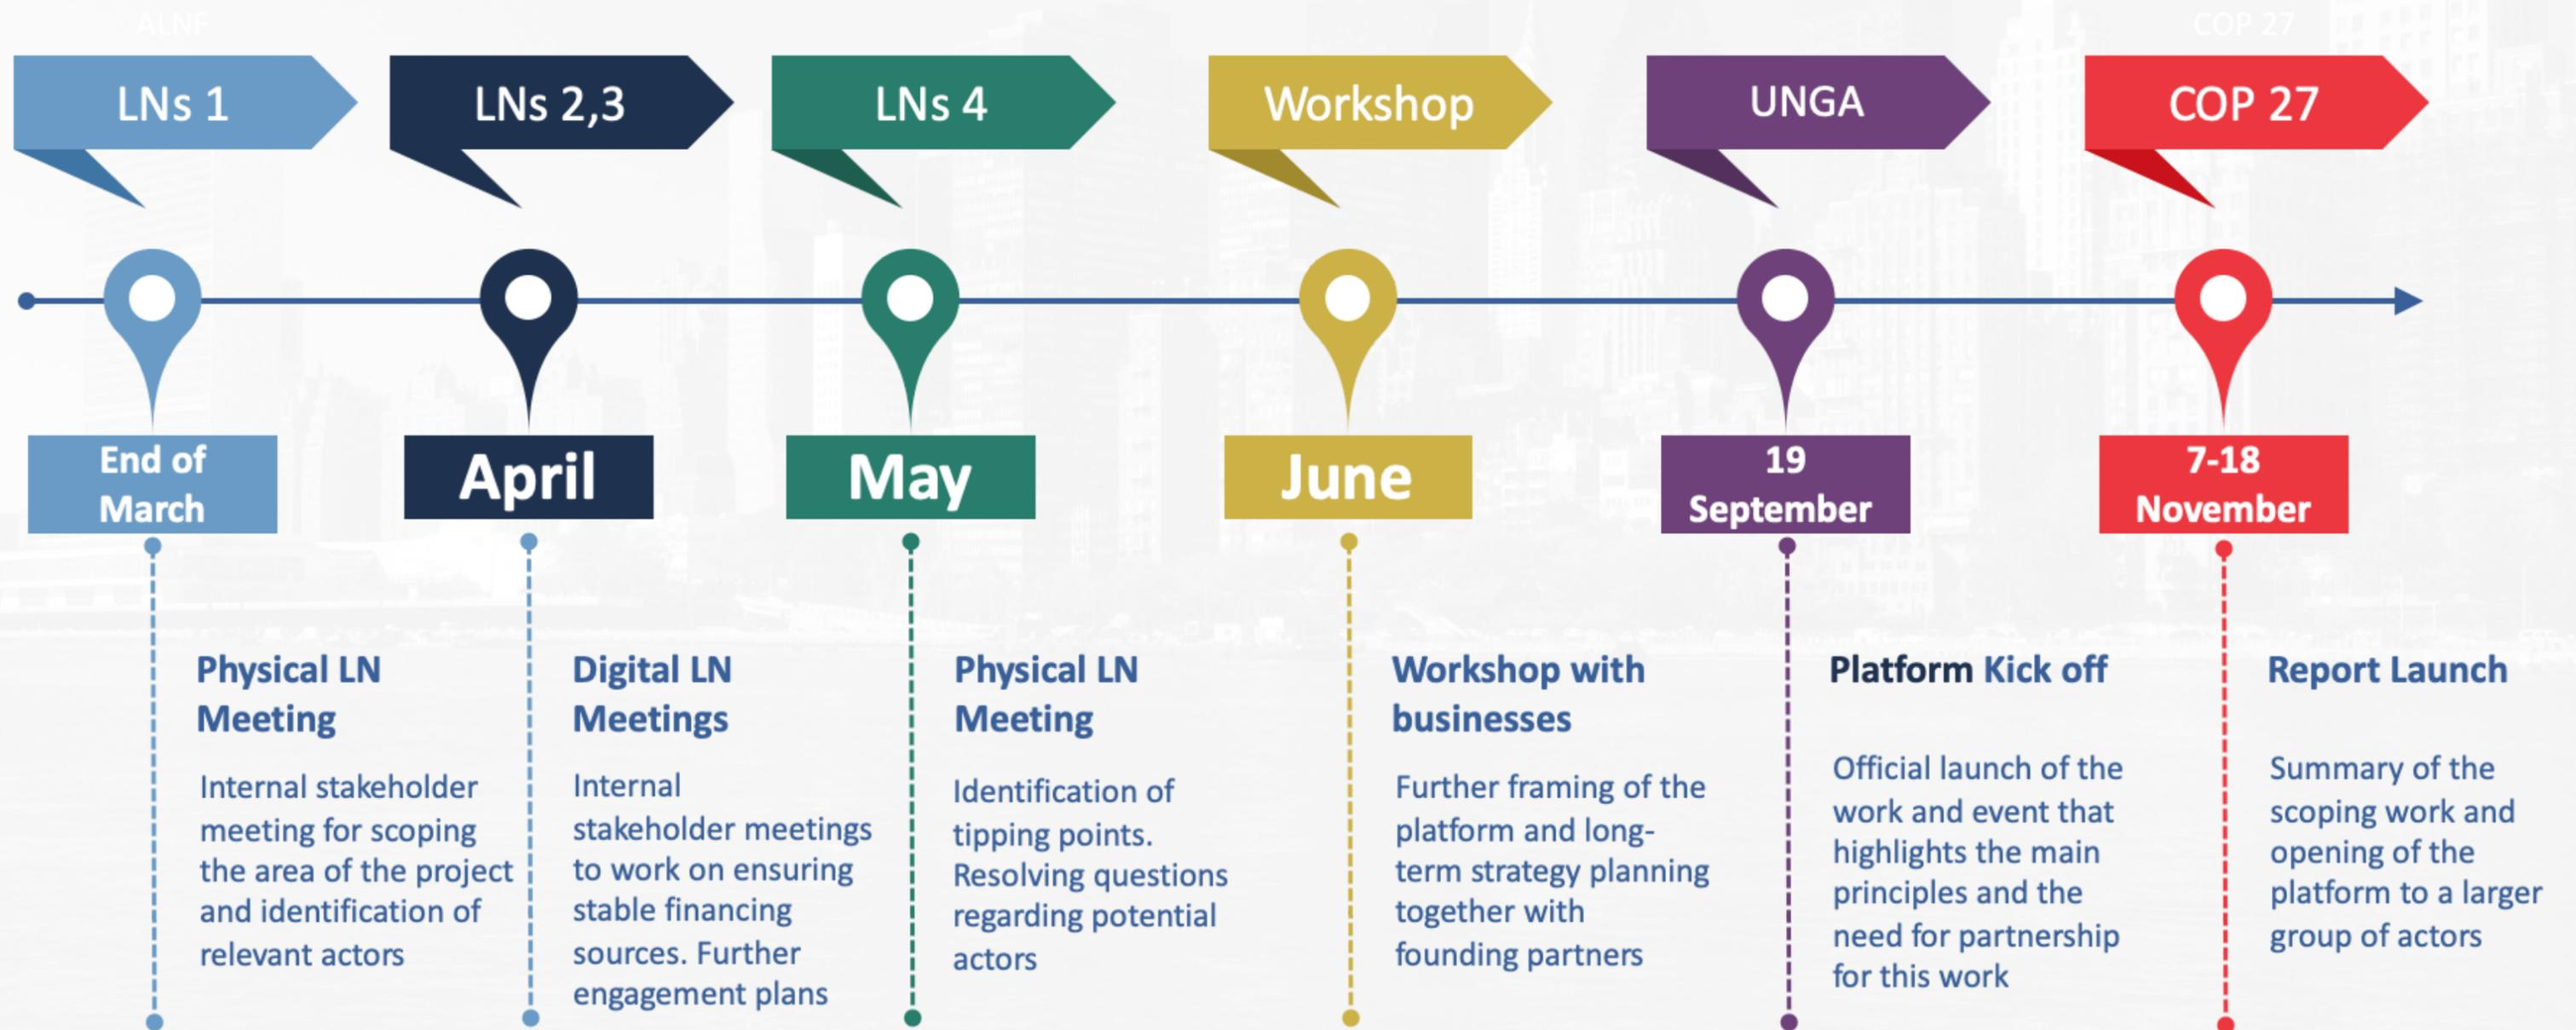 ALNF
COP 27
LNs 1
LNs 2,3
LNs 4
Workshop
UNGA
COP 27
End of
March
April
May
June
19
September
7-18
November
Physical LN
Meeting
Internal stakeholder
meeting for scoping
the area of the project
and identification of
relevant actors
Digital LN
Meetings
Internal
stakeholder meetings
to work on ensuring
stable financing
sources. Further
engagement plans
Physical LN
Meeting
Identification of
tipping points.
Resolving questions
regarding potential
actors
Workshop with
businesses
Further framing of the
platform and long-
term strategy planning
together with
founding partners
Platform Kick off
Official launch of the
work and event that
highlights the main
principles and the
need for partnership
for this work
Report Launch
Summary of the
scoping work and
opening of the
platform to a larger
group of actors